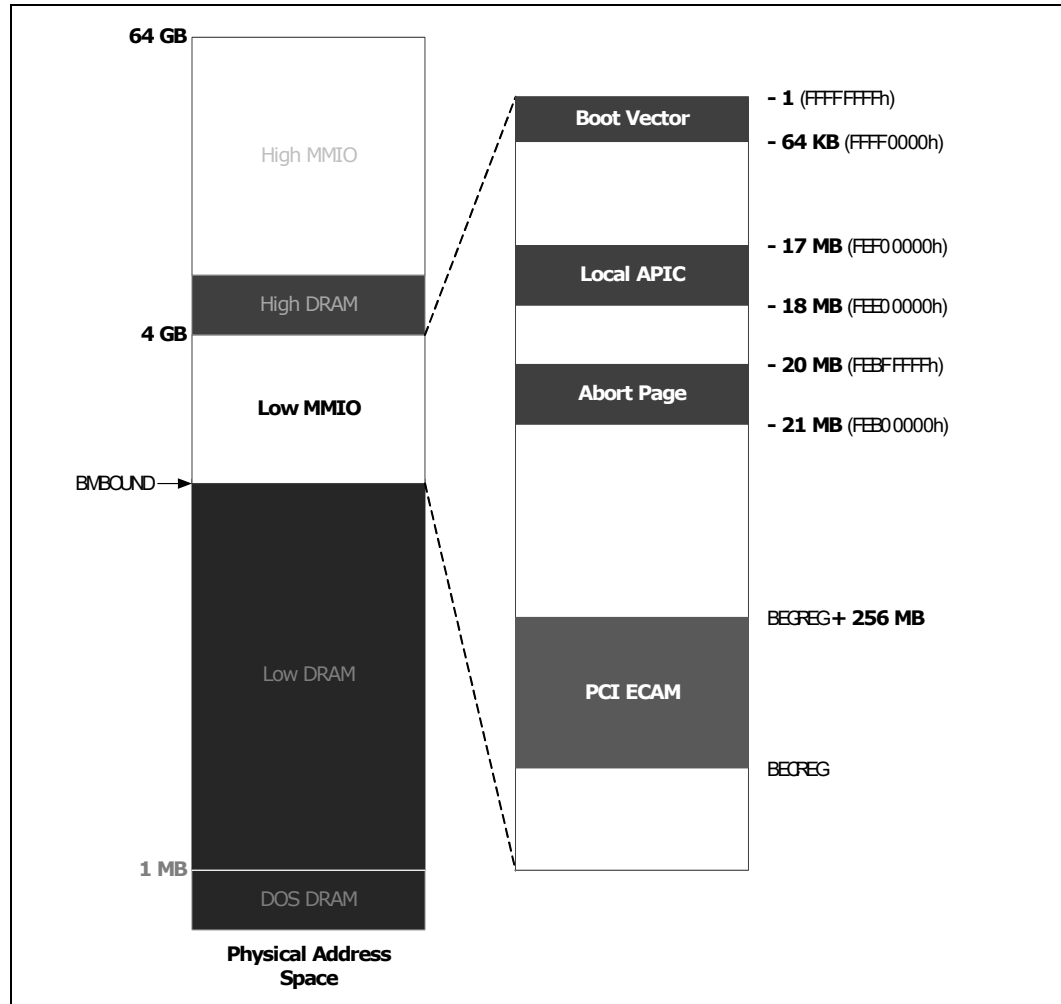 64 GB
High MMIO
High DRAM
4 GB
Low MMIO
BMBOUND
Low DRAM
1 MB
DOS DRAM
Physical Address
Space
- 1 (FFFFFFFFh)
Boot Vector
- 64 KB (FFFF0000h)
- 17 MB (FEF00000h)
Local APIC
- 18 MB (FEE00000h)
- 20 MB (FEBFFFFFh)
Abort Page
- 21 MB (FEB00000h)
BECREG + 256 MB
PCI ECAM
BECREG